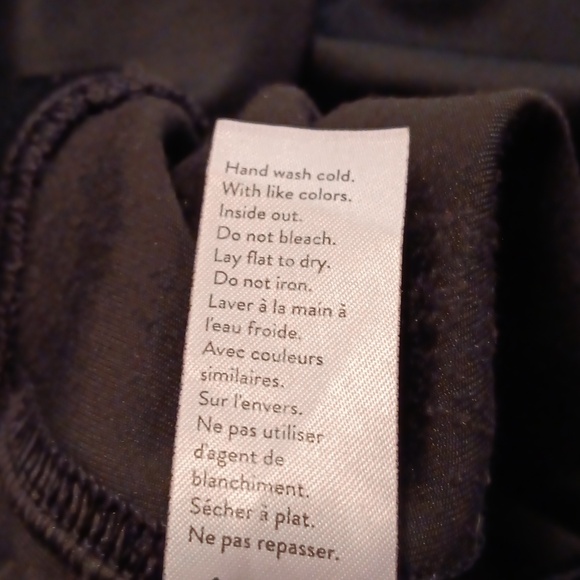 Hand wash cold.
With like colors.
Inside out.
Do not bleach.
Lay flat to dry.
Do not iron.
Laver à la main à
l'eau froide.
Avec couleurs
similaires.
Sur l'envers.
Ne pas utiliser
d'agent de
blanchiment.
Sécher à plat.
Ne pas repasser.